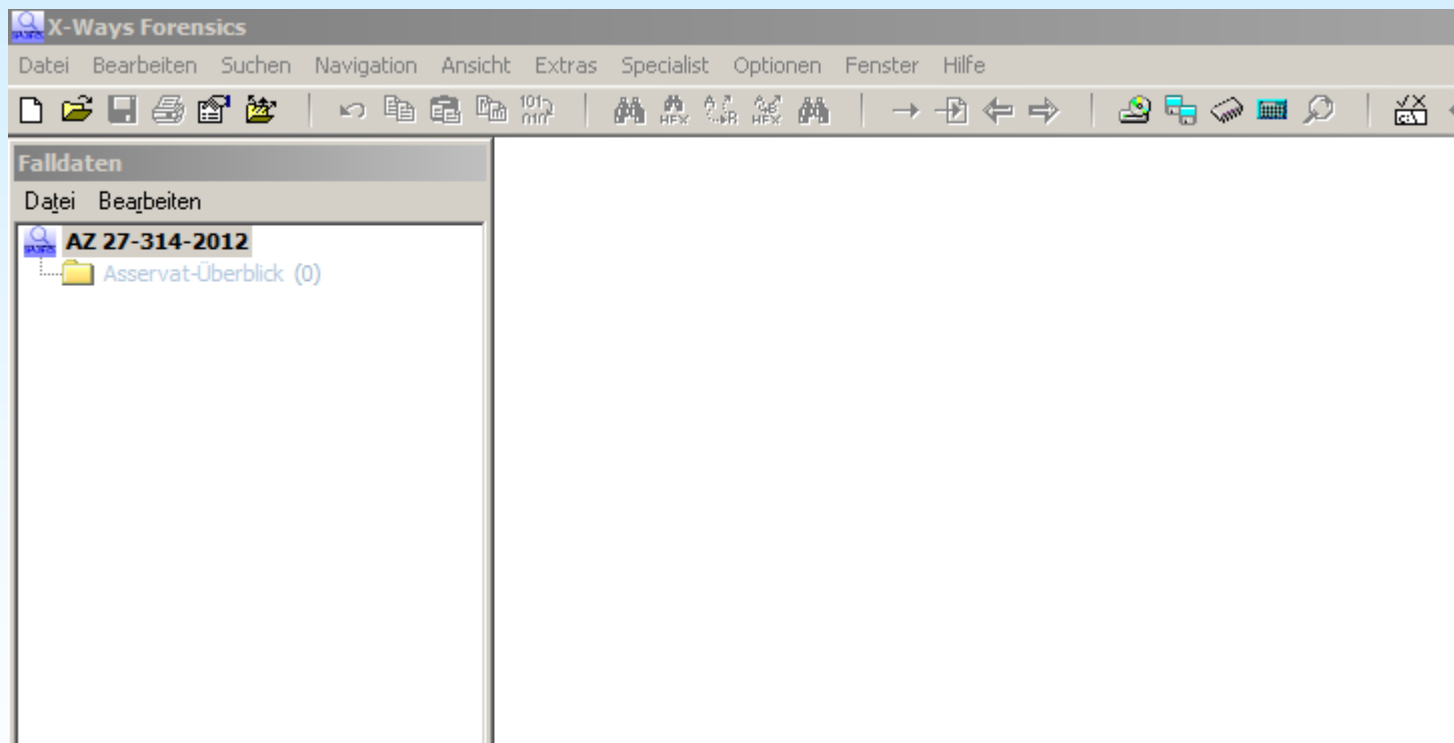 X-Ways Forensics
Datei Bearbeiten Suchen Navigation Ansicht Extras Specialist Optionen Fenster Hilfe
Falldaten
Datei Bearbeiten
AZ 27-314-2012
Asservat-Überblick (0)